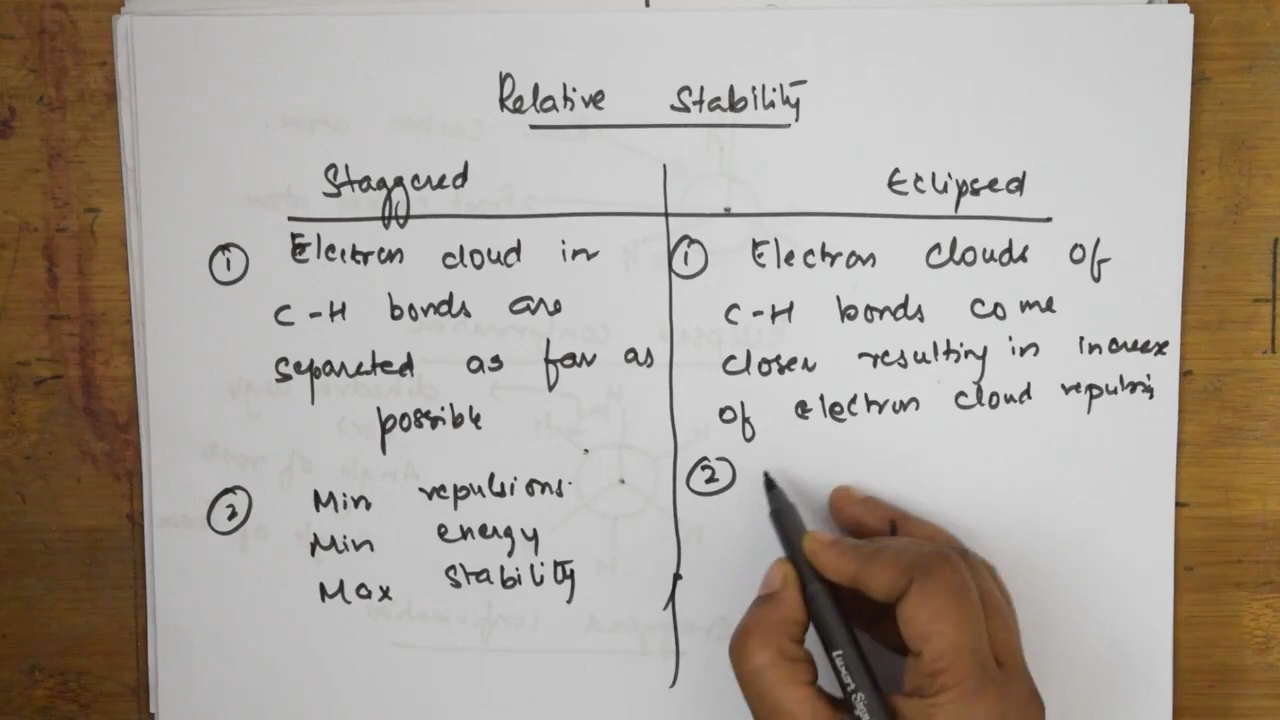 Relative Stability
Staggered
① Electron cloud in
C-H bonds are
separated as far as
possible
② Min repulsions.
Min energy
Max stability
Eclipsed
① Electron clouds of
C-H bonds come
closer resulting in increase
of electron cloud
②
Luxor